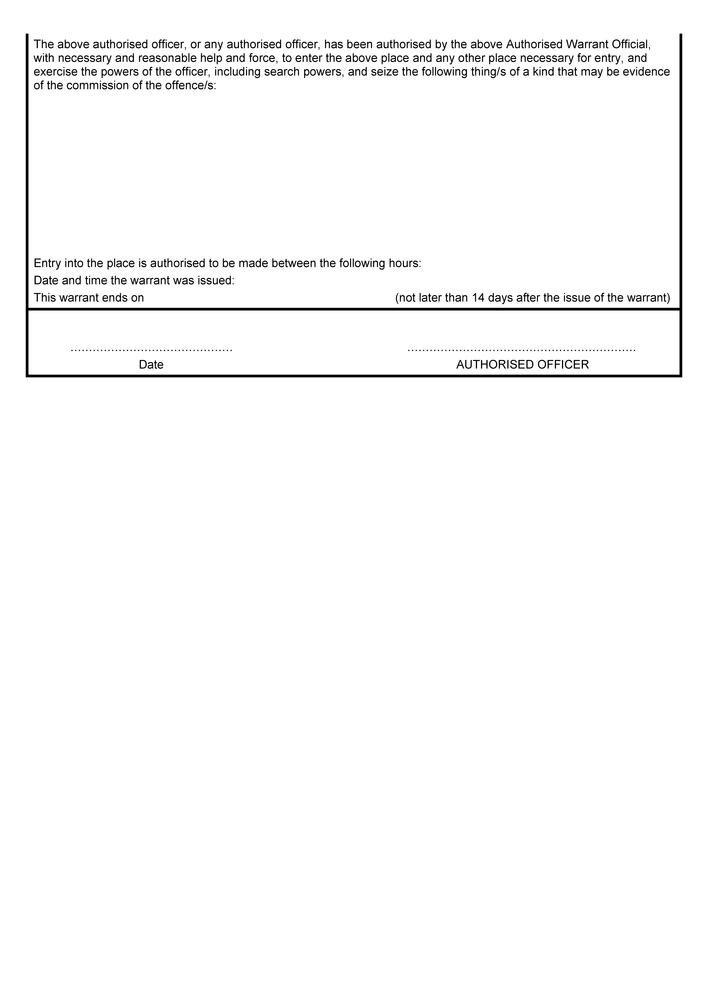 The above authorised officer, or any authorised officer, has been authorised by the above Authorised Warrant Official,
with necessary and reasonable help and force, to enter the above place and any other place necessary for entry, and
exercise the powers of the officer, including search powers, and seize the following thing/s of a kind that may be evidence
of the commission of the offence/s:
Entry into the place is authorised to be made between the following hours:
Date and time the warrant was issued:
This warrant ends on (not later than 14 days after the issue of the warrant)
............................................ ..............................................................
Date AUTHORISED OFFICER